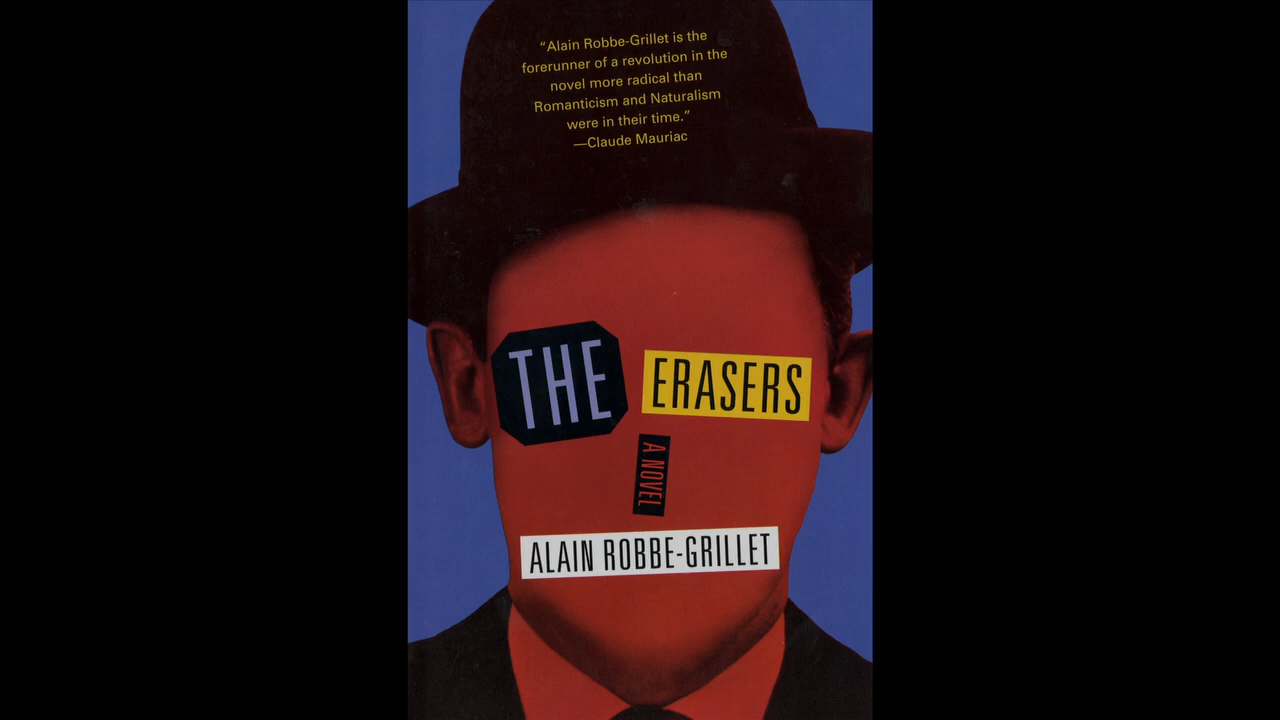 “Alain Robbe-Grillet is the
forerunner of a revolution in the
novel more radical than
Romanticism and Naturalism
were in their time.”
—Claude Mauriac
THE
ERASERS
A NOVEL
ALAIN ROBBE-GRILLET